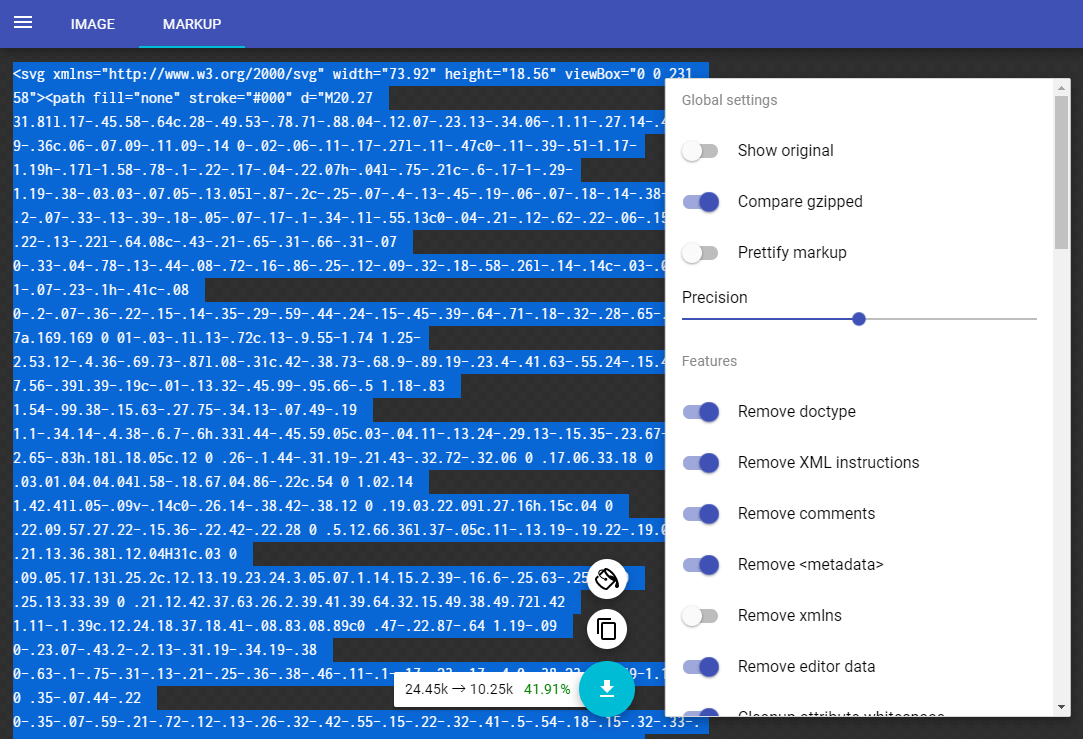 IMAGE
MARKUP
<svg xmlns="http://www.w3.org/2000/svg" width="73.92" height="18.56" viewBox="0 0 231
58"><path fill="none" stroke="#000" d="M20.27
31.81l.17-.45.58-.64c.28-.49.53-.78.71-.88.04-.12.07-.23.13-.34.06-.1.11-.27.14-.4
9-.36c.06-.07.09-.11.09-.14 0-.02-.06-.11-.17-.27l-.11-.47c0-.11-.39-.51-1.17-
1.19h-.17l-1.58-.78-.1-.22-.17-.04-.22.07h-.04l-.75-.21c-.6-.17-1-.29-
1.19-.38-.03.03-.07.05-.13.05l-.87-.2c-.25-.07-.4-.13-.45-.19-.06-.07-.18-.14-.38-
.2-.07-.33-.13-.39-.18-.05-.07-.17-.1-.34-.1l-.55.13c0-.04-.21-.12-.62-.22-.06-.15
.22-.13-.22l-.64.08c-.43-.21-.65-.31-.66-.31-.07
0-.33-.04-.78-.13-.44-.08-.72-.16-.86-.25-.12-.09-.32-.18-.58-.26l-.14-.14c-.03-.0
1-.07-.23-.1h-.41c-.08
0-.2-.07-.36-.22-.15-.14-.35-.29-.59-.44-.24-.15-.45-.39-.64-.71-.18-.32-.28-.65-.
7a.169.169 0 01-.03-.1l.13-.72c.13-.9.55-1.74 1.25-
2.53.12-.4.36-.69.73-.87l.08-.31c.42-.38.73-.68.9-.89.19-.23.4-.41.63-.55.24-.15.4
7.56-.39l.39-.19c-.01-.13.32-.45.99-.95.66-.5 1.18-.83
1.54-.99.38-.15.63-.27.75-.34.13-.07.49-.19
1.1-.34.14-.4.38-.6.7-.6h.33l.44-.45.59.05c.03-.04.11-.13.24-.29.13-.15.35-.23.67-
2.65-.83h.18l.18.05c.12 0 .26-.1.44-.31.19-.21.43-.32.72-.32.06 0 .17.06.33.18 0
.03.01.04.04.04l.58-.18.67.04.86-.22c.54 0 1.02.14
1.42.41l.05-.09v-.14c0-.26.14-.38.42-.38.12 0 .19.03.22.09l.27.16h.15c.04 0
.22.09.57.27.22-.15.36-.22.42-.22.28 0 .5.12.66.36l.37-.05c.11-.13.19-.19.22-.19.0
.21.13.36.38l.12.04H31c.03 0
.09.05.17.13l.25.2c.12.13.19.23.24.3.05.07.1.14.15.2.39-.16.6-.25.63-.25
.25.13.33.39 0 .21.12.42.37.63.26.2.39.41.39.64.32.15.49.38.49.72l.42
1.11-.1.39c.12.24.18.37.18.4l-.08.83.08.89c0 .47-.22.87-.64 1.19-.09
0-.23.07-.43.2-.2.13-.31.19-.34.19-.38
0-.63-.1-.75-.31-.13-.21-.25-.36-.38-.46-.11-.1-
0 .35-.07.44-.22
0-.35-.07-.59-.21-.72-.12-.13-.26-.32-.42-.55-.15-.22-.32-.41-.5-.54-.18-.15-.32-.33-.
24.45k → 10.25k 41.91%
Global settings
Show original
Compare gzipped
Prettify markup
Precision
Features
Remove doctype
Remove XML instructions
Remove comments
Remove <metadata>
Remove xmlns
Remove editor data
Cleanup attribute whitespace